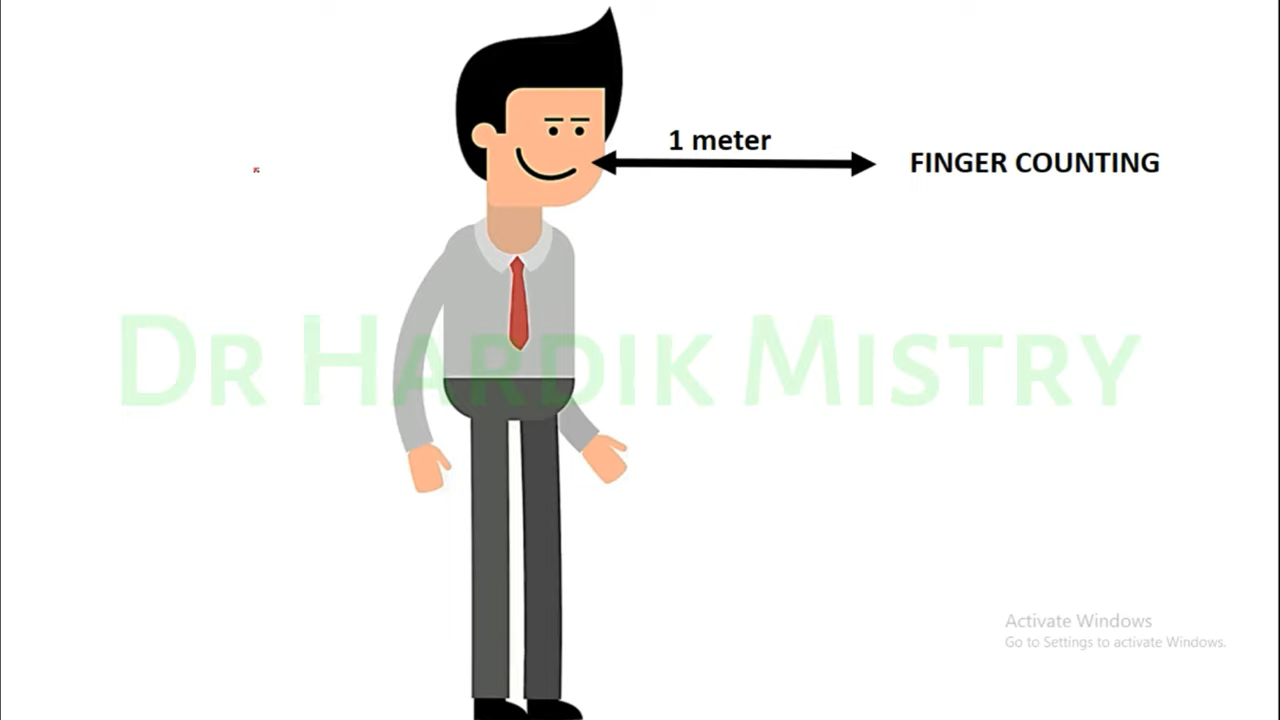 1 meter
FINGER COUNTING
DR HARDIK MISTRY
Activate Windows
Go to Settings to activate Windows.